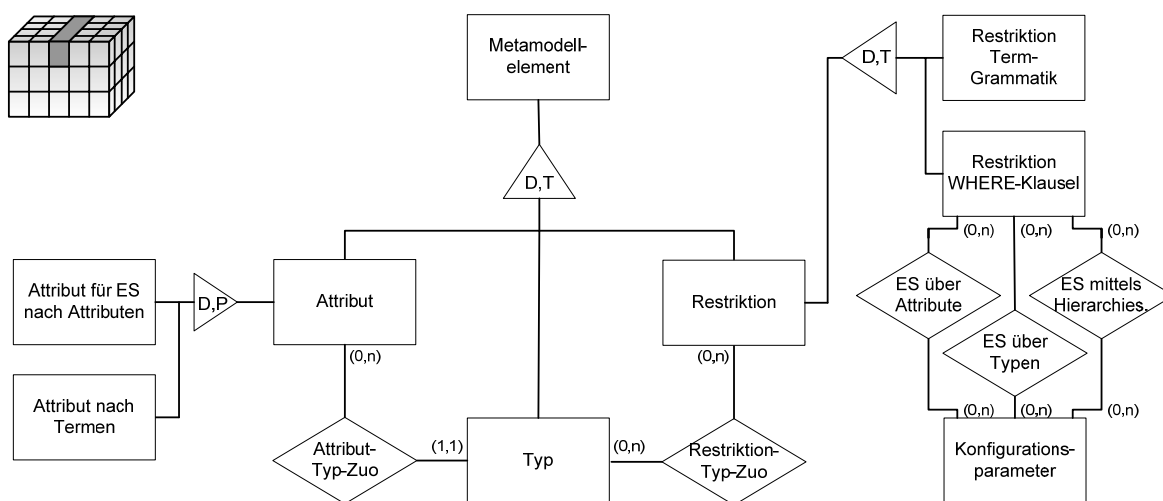 Metamodell-
element
D,T
Restriktion
Term-
Grammatik
D,T
Restriktion
WHERE-Klausel
(0,n)
(0,n)
(0,n)
ES über
Attribute
ES mittels
Hierarchies.
ES über
Typen
(0,n)
(0,n)
(0,n)
Konfigurations-
parameter
Attribut für ES
nach Attributen
D,P
Attribut
Restriktion
(0,n)
(0,n)
Attribut nach
Termen
Attribut-
Typ-Zuo
(1,1)
Typ
(0,n)
Restriktion-
Typ-Zuo